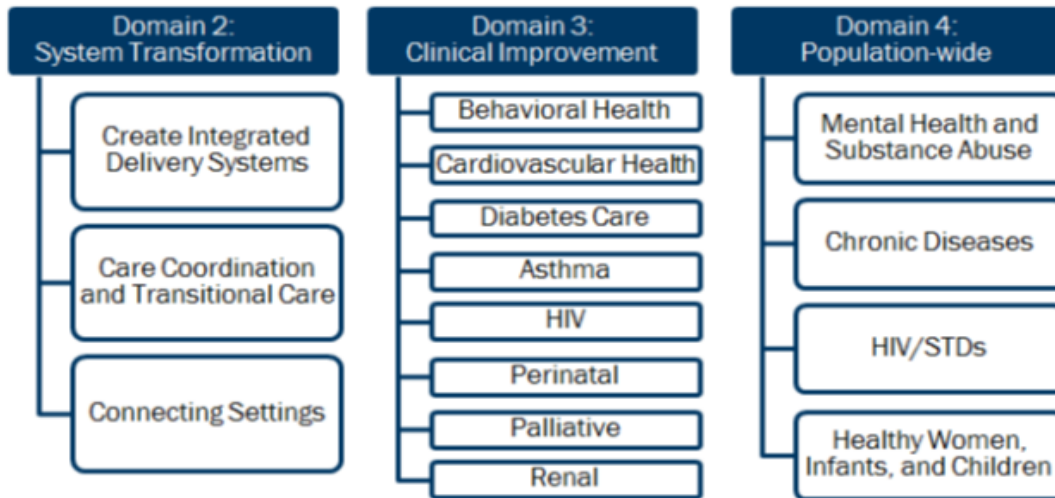 Domain 2:
System Transformation
Create Integrated
Delivery Systems
Care Coordination
and Transitional Care
Connecting Settings
Domain 3:
Clinical Improvement
Behavioral Health
Cardiovascular Health
Diabetes Care
Asthma
HIV
Perinatal
Palliative
Renal
Domain 4:
Population-wide
Mental Health and
Substance Abuse
Chronic Diseases
HIV/STDs
Healthy Women,
Infants, and Children